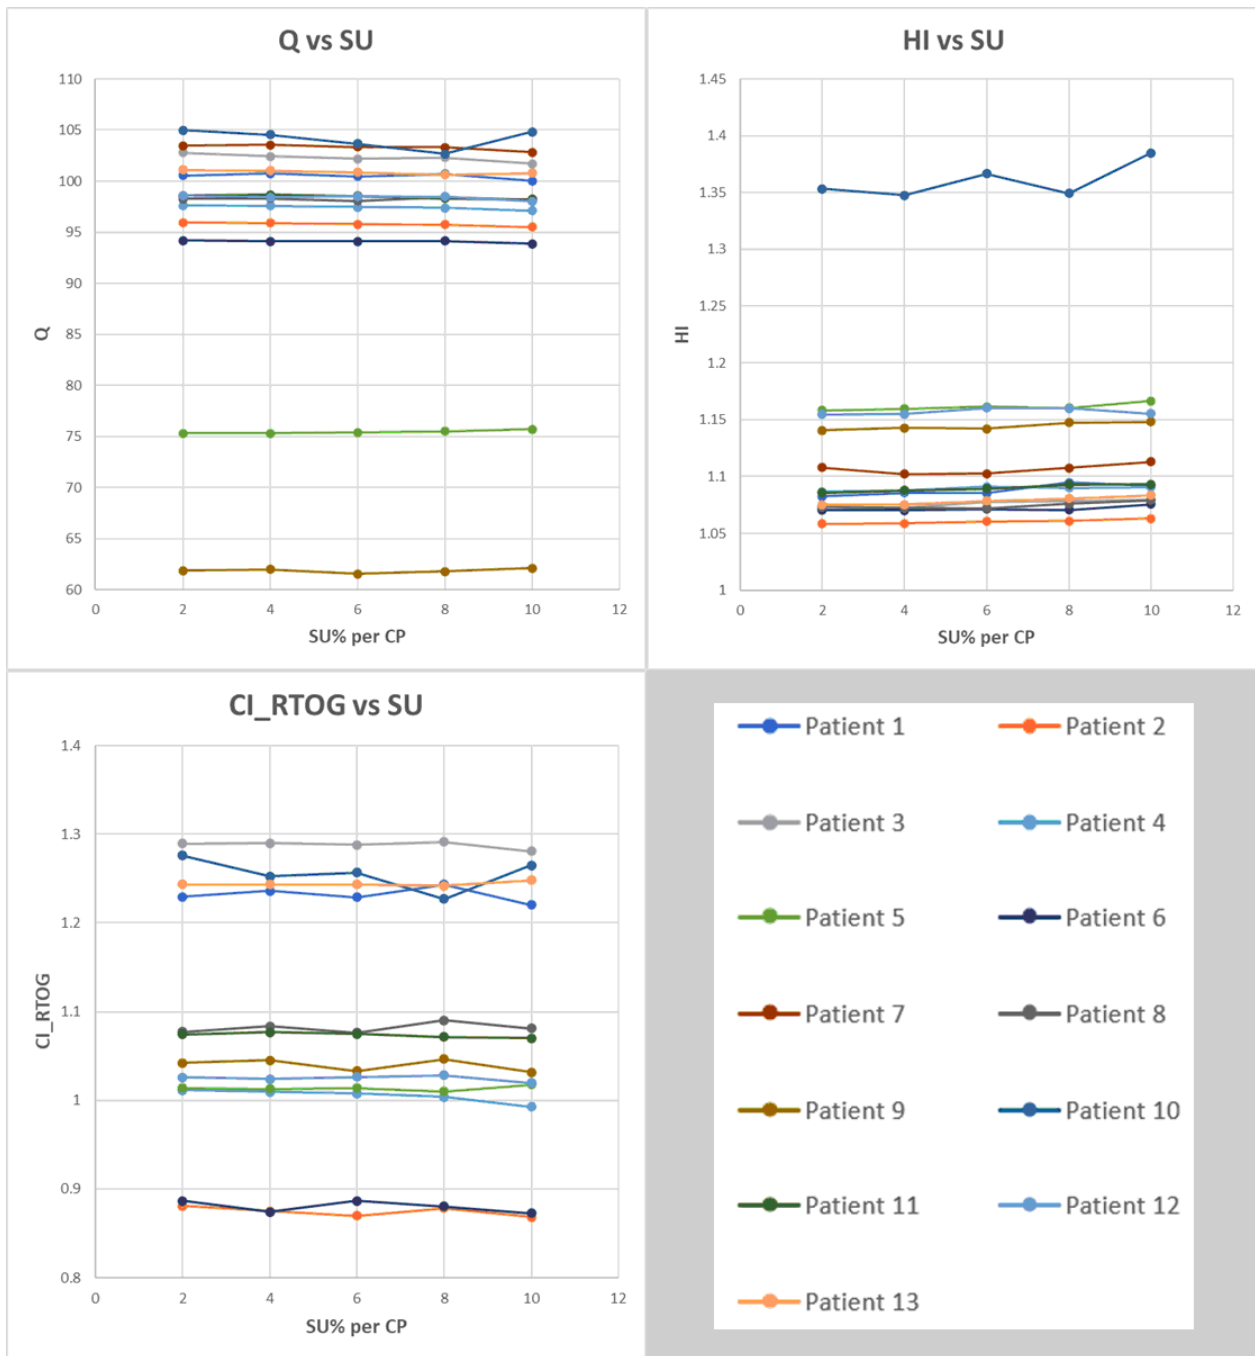 Q vs SU
110
105
100
95
90
85
80
75
70
65
60
Q
0 2 4 6 8 10 12
SU% per CP
HI vs SU
1.45
1.4
1.35
1.3
1.25
1.2
1.15
1.1
1.05
1
HI
0 2 4 6 8 10 12
SU% per CP
CI_RTOG vs SU
1.4
1.3
1.2
1.1
1
0.9
0.8
CI_RTOG
0 2 4 6 8 10 12
SU% per CP
Patient 1 Patient 2
Patient 3 Patient 4
Patient 5 Patient 6
Patient 7 Patient 8
Patient 9 Patient 10
Patient 11 Patient 12
Patient 13